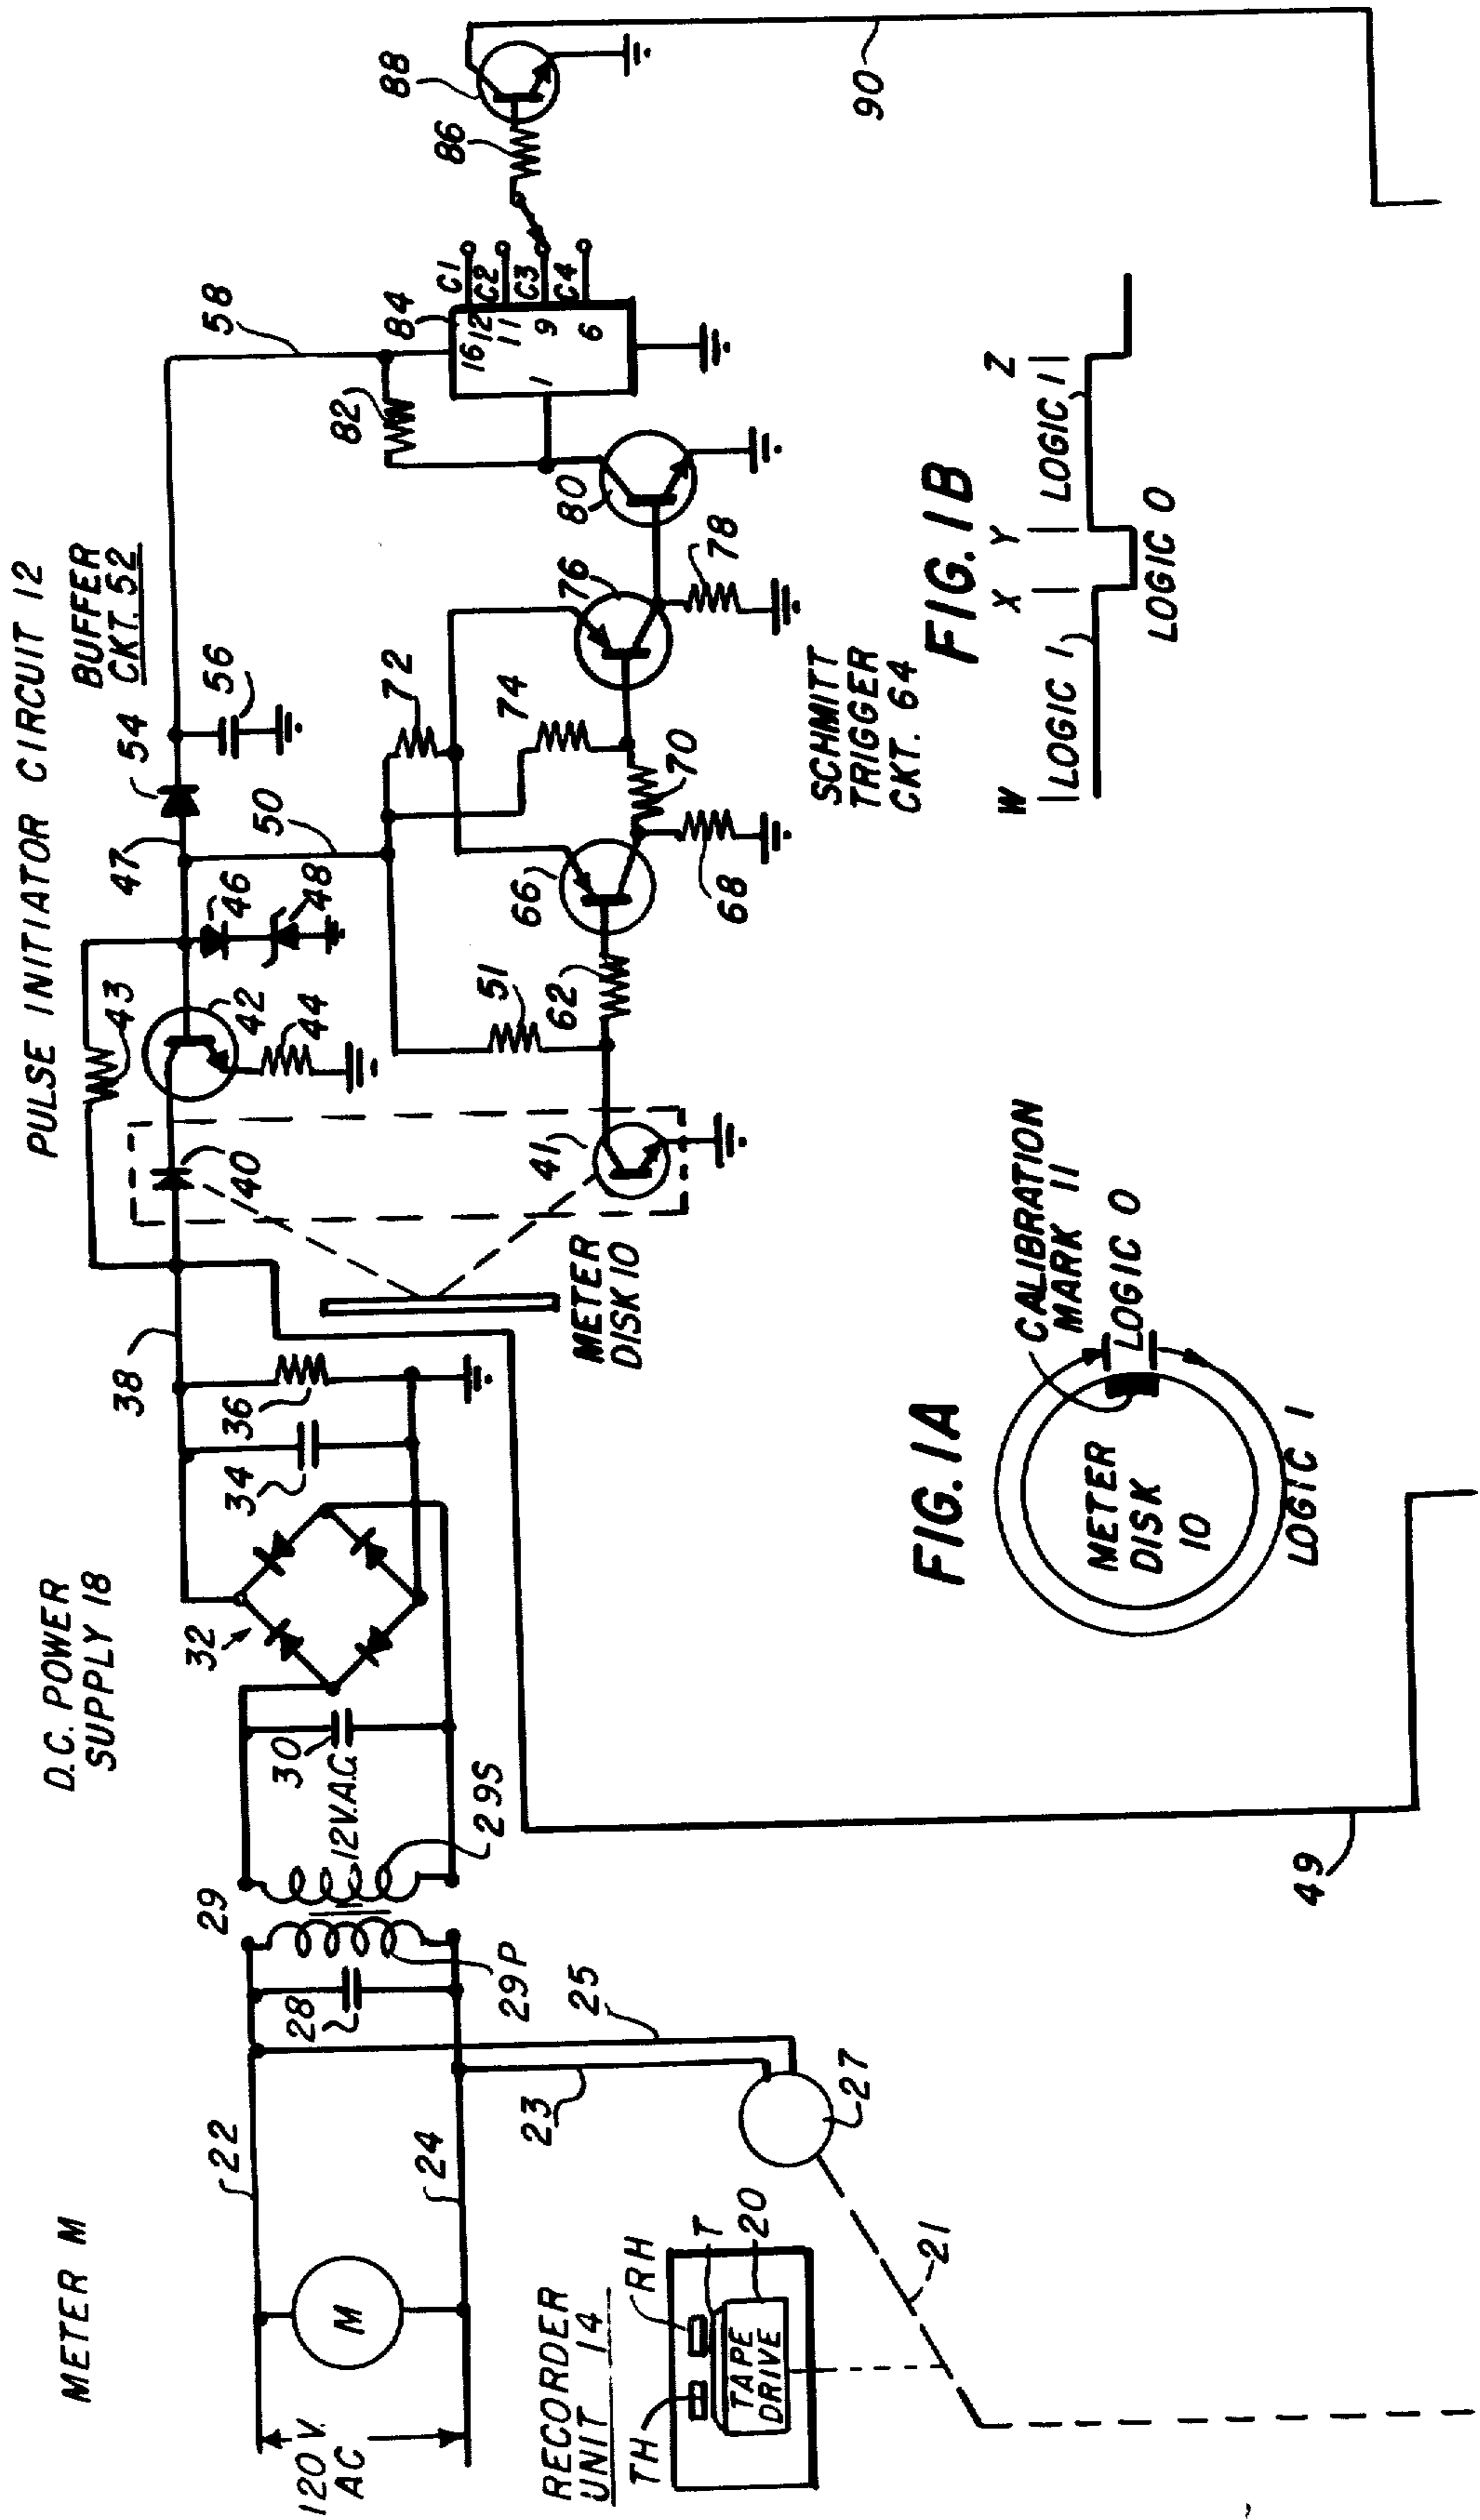 METER M
D.C. POWER
SUPPLY 18
PULSE INITIATOR CIRCUIT 12
BUFFER
CKT. 52
120 V.
AC
M
22
24
23
25
27
28
29
29P
29S
12V.A.C.
30
32
34
36
38
40
41
42
43
44
46
47
48
50
51
54
56
58
62
66
68
70
72
74
76
78
80
82
84
16
12
11
9
6
1
C1
C2
C3
C4
86
88
90
METER
DISK 10
SCHMITT
TRIGGER
CKT. 64
RECORDER
UNIT 14
TH
RH
T
20
TAPE
DRIVE
21
49
FIG. 1A
METER
DISK
10
CALIBRATION
MARK 11
LOGIC 0
LOGIC 1
FIG. 1B
W
X
Y
Z
LOGIC 1
LOGIC 1
LOGIC 0